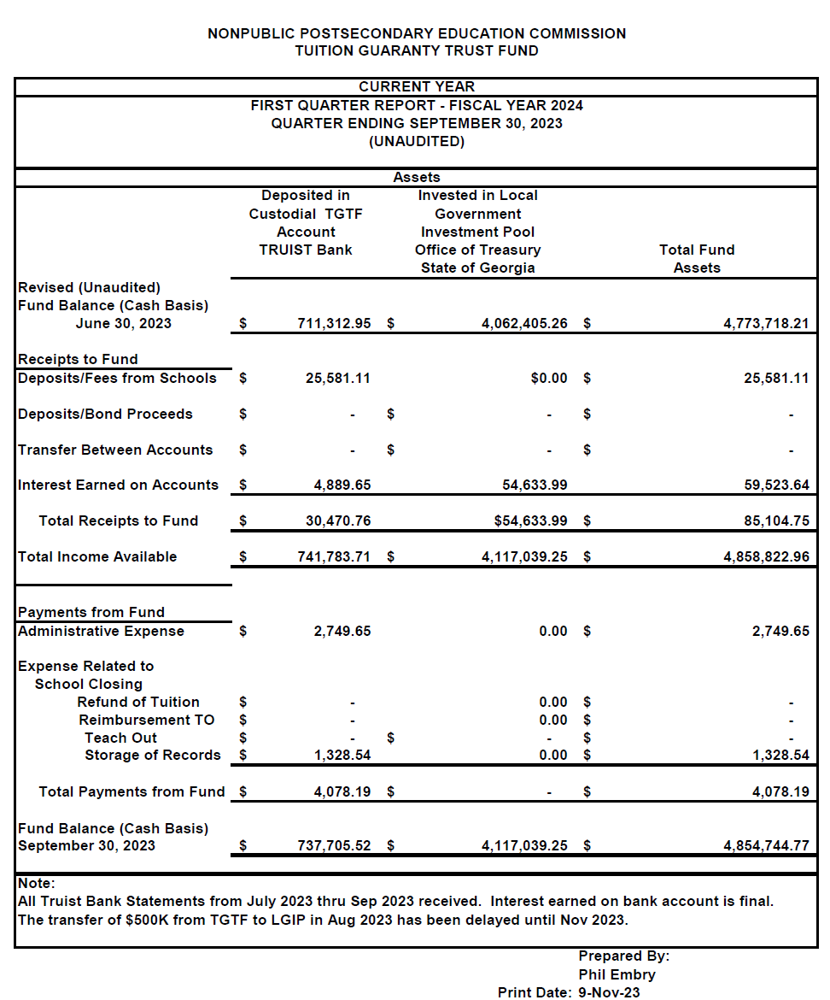 NONPUBLIC POSTSECONDARY EDUCATION COMMISSION
TUITION GUARANTY TRUST FUND
CURRENT YEAR
FIRST QUARTER REPORT - FISCAL YEAR 2024
QUARTER ENDING SEPTEMBER 30, 2023
(UNAUDITED)
Assets
Deposited in Invested in Local
Custodial TGTF Government
Account Investment Pool
TRUIST Bank Office of Treasury Total Fund
State of Georgia Assets
Revised (Unaudited)
Fund Balance (Cash Basis)
June 30, 2023 $ 711,312.95 $ 4,062,405.26 $ 4,773,718.21
Receipts to Fund
Deposits/Fees from Schools $ 25,581.11 $0.00 $ 25,581.11
Deposits/Bond Proceeds $ - $ - $ -
Transfer Between Accounts $ - $ - $ -
Interest Earned on Accounts $ 4,889.65 54,633.99 59,523.64
Total Receipts to Fund $ 30,470.76 $54,633.99 $ 85,104.75
Total Income Available $ 741,783.71 $ 4,117,039.25 $ 4,858,822.96
Payments from Fund
Administrative Expense $ 2,749.65 0.00 $ 2,749.65
Expense Related to
School Closing
Refund of Tuition $ - 0.00 $ -
Reimbursement TO $ - 0.00 $ -
Teach Out $ - $ - $ -
Storage of Records $ 1,328.54 0.00 $ 1,328.54
Total Payments from Fund $ 4,078.19 $ - $ 4,078.19
Fund Balance (Cash Basis)
September 30, 2023 $ 737,705.52 $ 4,117,039.25 $ 4,854,744.77
Note:
All Truist Bank Statements from July 2023 thru Sep 2023 received. Interest earned on bank account is final.
The transfer of $500K from TGTF to LGIP in Aug 2023 has been delayed until Nov 2023.
Prepared By:
Phil Embry
Print Date: 9-Nov-23